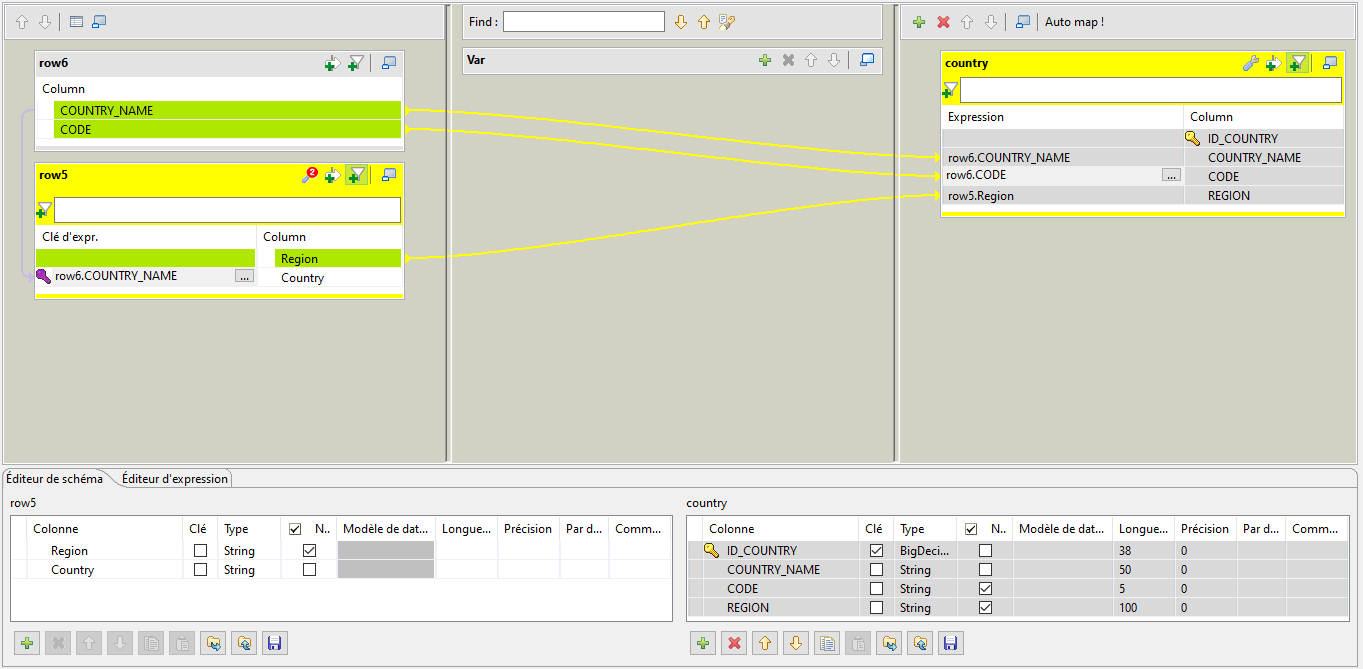 Find :
Auto map !
row6
Column
COUNTRY_NAME
CODE
row5
2
Clé d'expr.
Column
Region
row6.COUNTRY_NAME
...
Country
Var
country
Expression
Column
ID_COUNTRY
row6.COUNTRY_NAME
COUNTRY_NAME
row6.CODE
...
CODE
row5.Region
REGION
Éditeur de schéma
Éditeur d'expression
row5
Colonne Clé Type N.. Modèle de dat... Longue... Précision Par d... Comm...
Region String
Country String
country
Colonne Clé Type N.. Modèle de dat... Longue... Précision Par d... Comm...
ID_COUNTRY BigDeci... 38 0
COUNTRY_NAME String 50 0
CODE String 5 0
REGION String 100 0